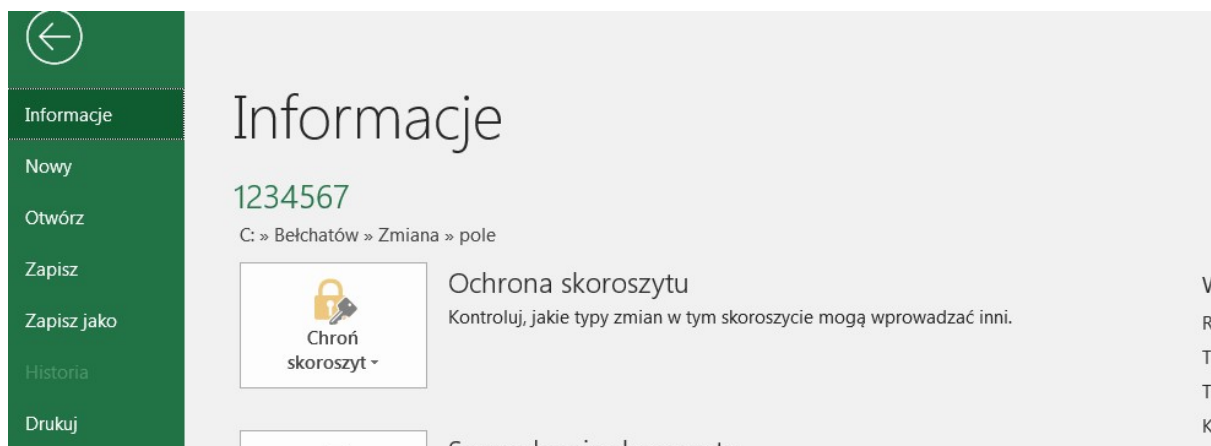 Informacje
Nowy
Otwórz
Zapisz
Zapisz jako
Historia
Drukuj
Informacje
1234567
C: » Bełchatów » Zmiana » pole
Chroń
skoroszyt
Ochrona skoroszytu
Kontroluj, jakie typy zmian w tym skoroszycie mogą wprowadzać inni.